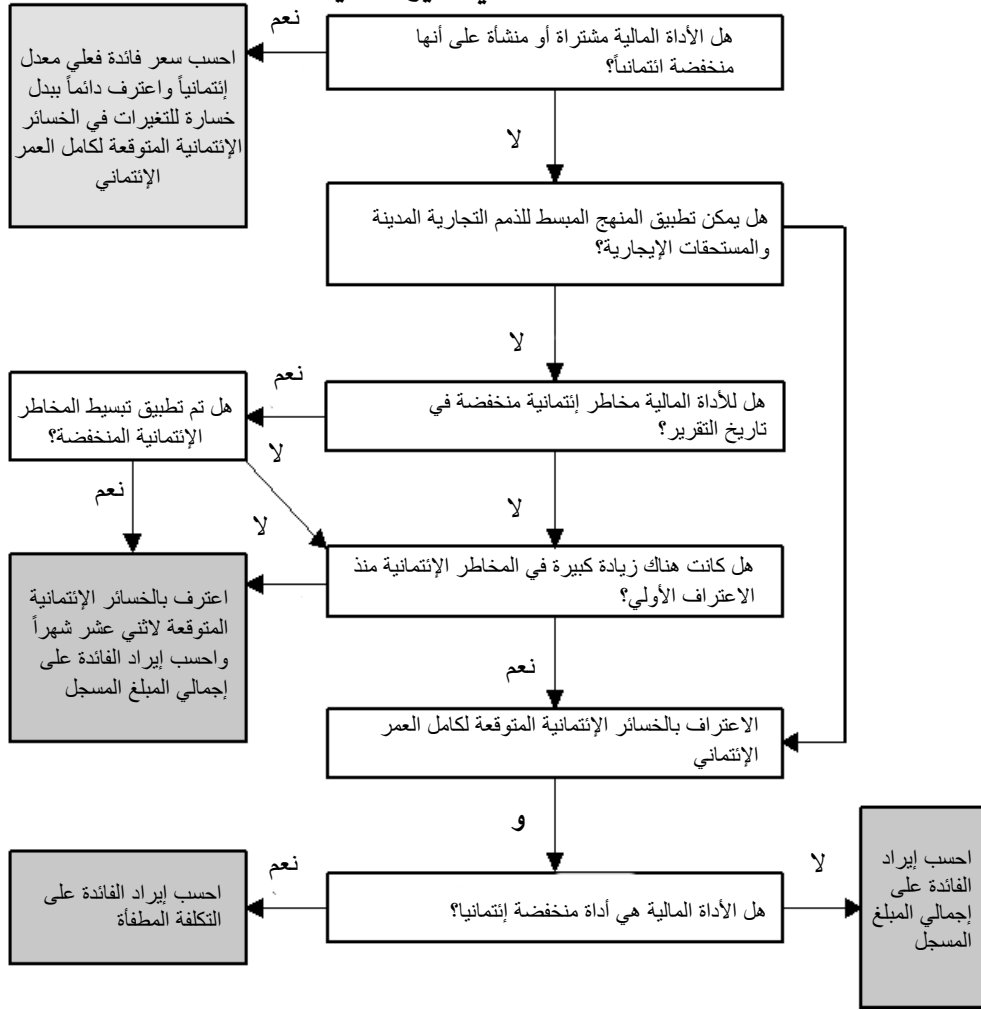 نعم
هل الأداة المالية مشتراة أو منشأة على أنها
منخفضة ائتمانياً؟
احسب سعر فائدة فعلي معدل
إئتمانياً واعترف دائماً ببدل
خسارة للتغيرات في الخسائر
الإئتمانية المتوقعة لكامل العمر
الإئتماني
لا
هل يمكن تطبيق المنهج المبسط للذمم التجارية المدينة
والمستحقات الإيجارية؟
لا
نعم
هل للأداة المالية مخاطر إئتمانية منخفضة في
تاريخ التقرير؟
هل تم تطبيق تبسيط المخاطر
الإئتمانية المنخفضة؟
لا
نعم
لا
لا
هل كانت هناك زيادة كبيرة في المخاطر الإئتمانية منذ
الاعتراف الأولي؟
اعترف بالخسائر الإئتمانية
المتوقعة لاثني عشر شهراً
واحسب إيراد الفائدة على
إجمالي المبلغ المسجل
نعم
الاعتراف بالخسائر الإئتمانية المتوقعة لكامل العمر
الإئتماني
و
لا
نعم
هل الأداة المالية هي أداة منخفضة إئتمانيا؟
احسب إيراد
الفائدة على
إجمالي المبلغ
المسجل
احسب إيراد الفائدة على
التكلفة المطفأة